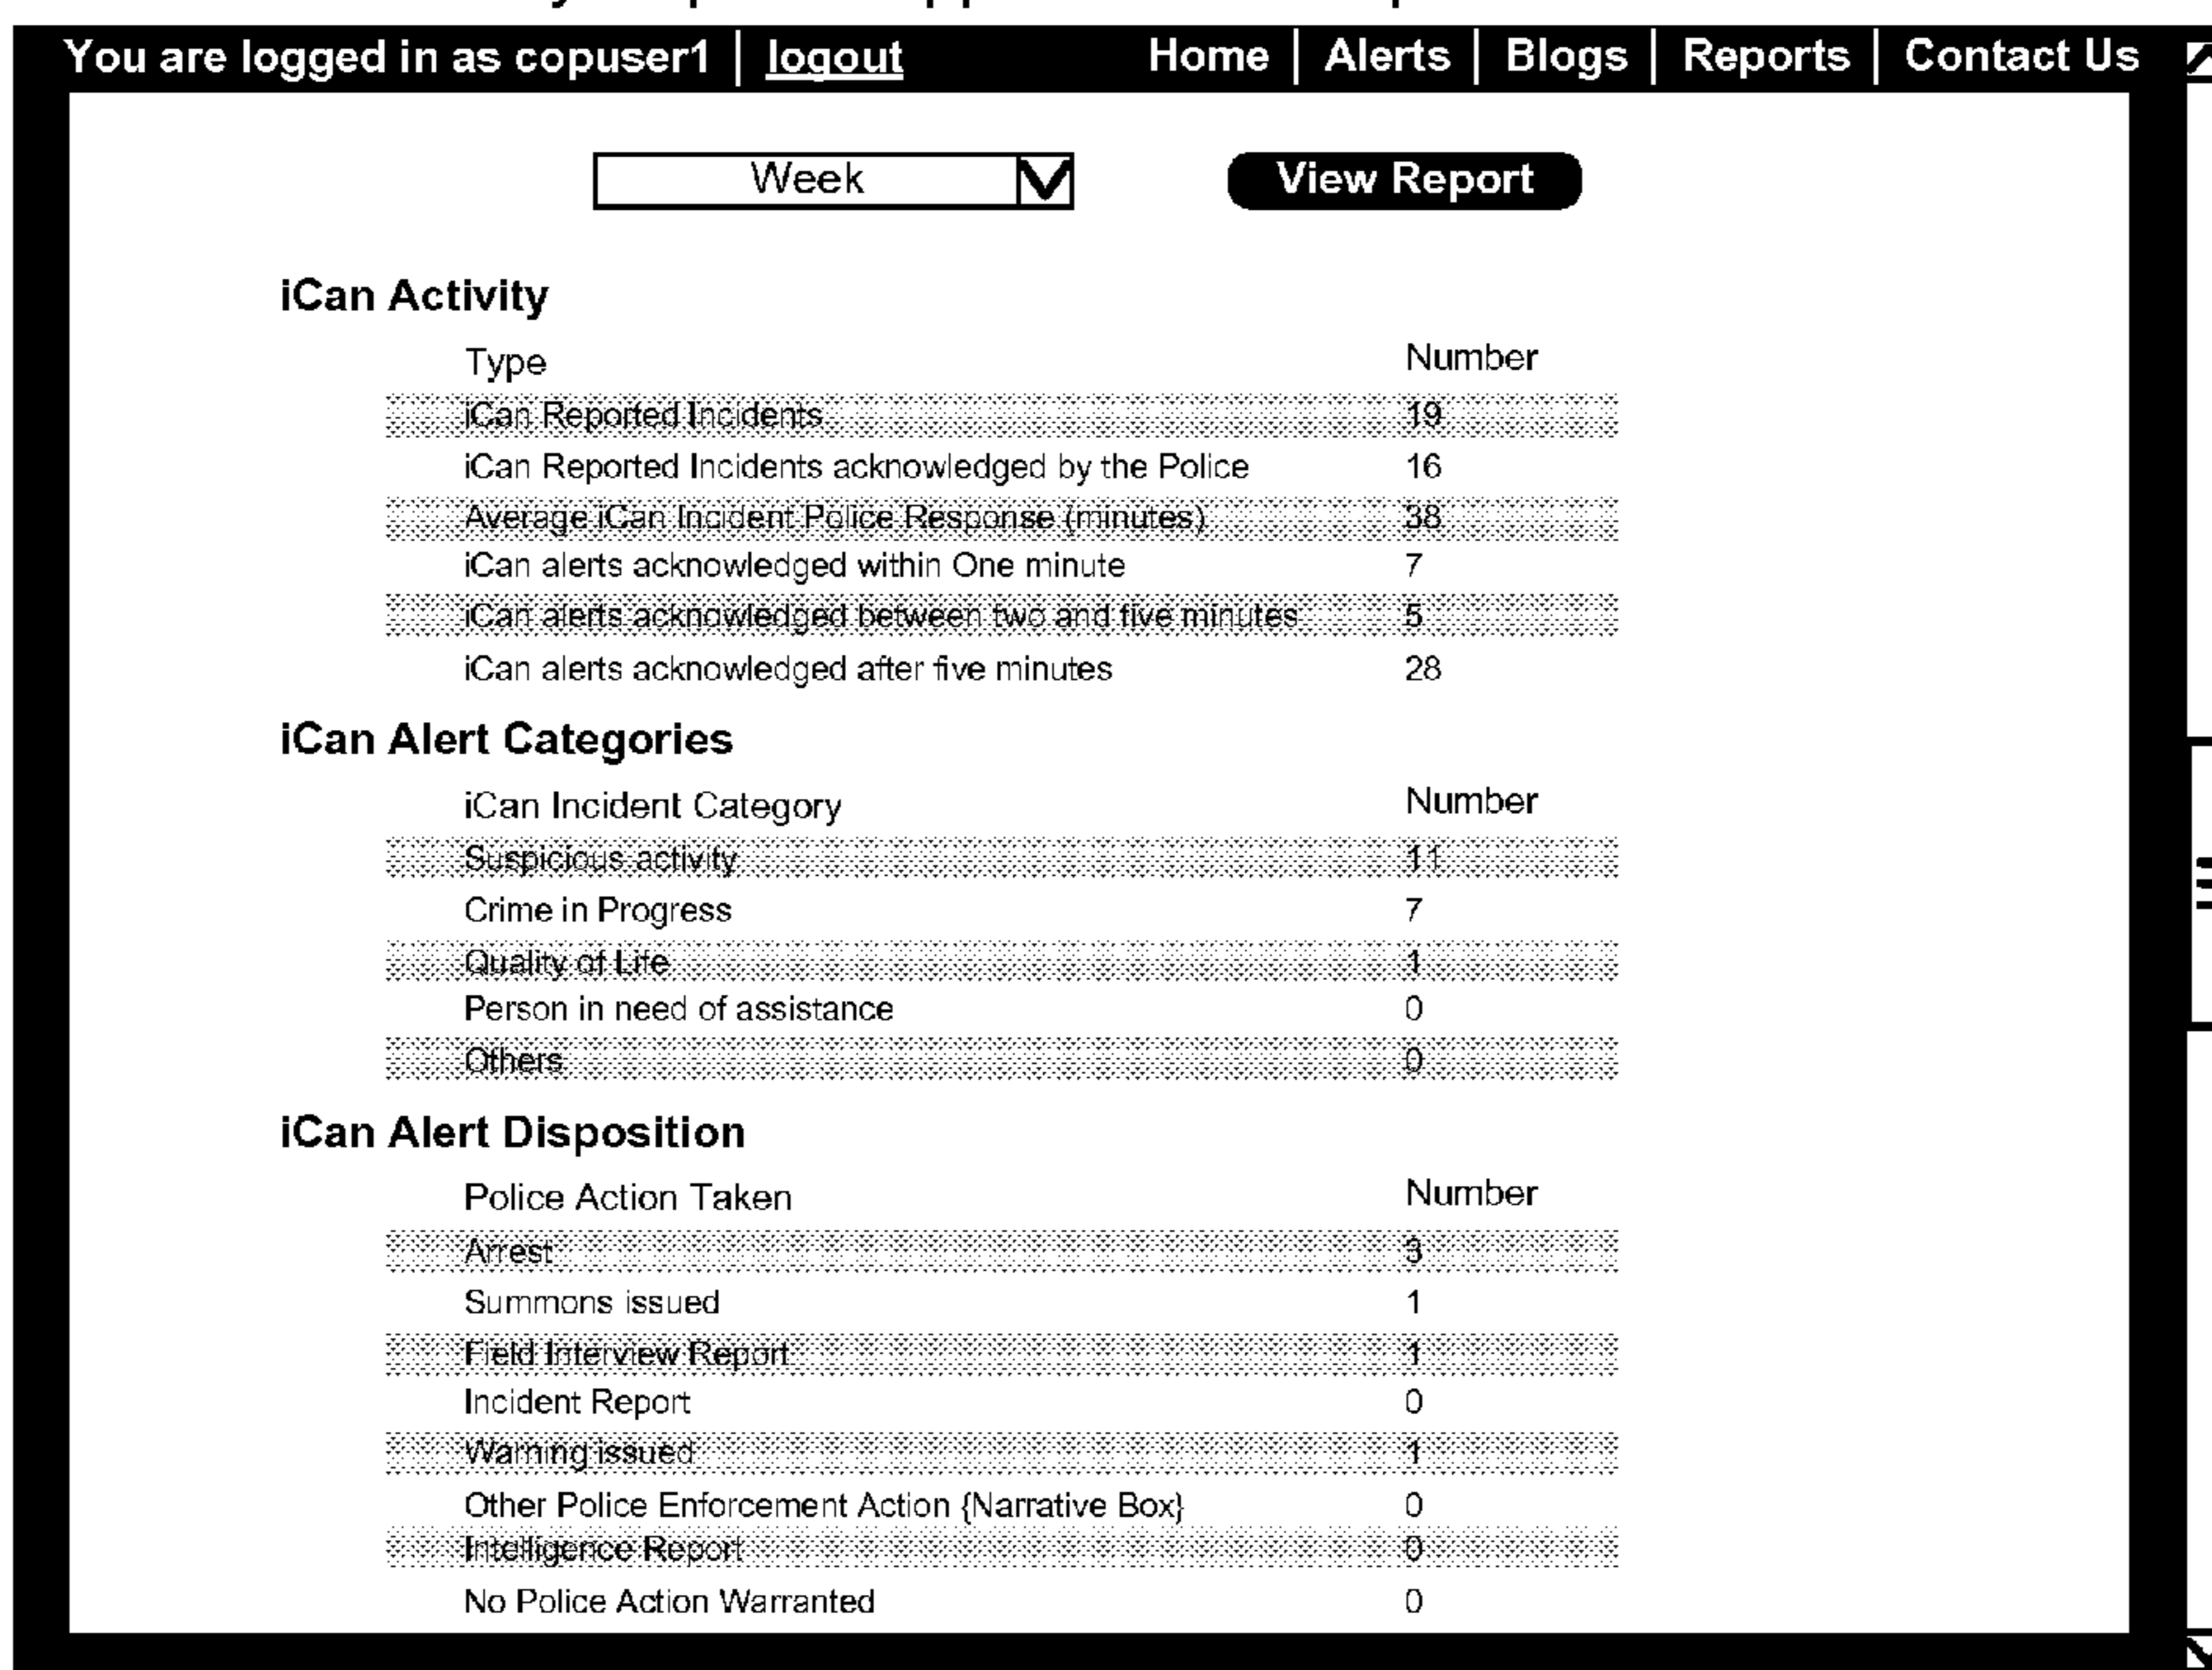 You are logged in as copuser1 | logout Home | Alerts | Blogs | Reports | Contact Us
Week View Report
iCan Activity
Type Number
iCan Reported Incidents 19
iCan Reported Incidents acknowledged by the Police 16
Average iCan Incident Police Response (minutes) 38
iCan alerts acknowledged within One minute 7
iCan alerts acknowledged between two and five minutes 5
iCan alerts acknowledged after five minutes 28
iCan Alert Categories
iCan Incident Category Number
Suspicious activity 11
Crime in Progress 7
Quality of Life 1
Person in need of assistance 0
Others 0
iCan Alert Disposition
Police Action Taken Number
Arrest 3
Summons issued 1
Field Interview Report 1
Incident Report 0
Warning issued 1
Other Police Enforcement Action {Narrative Box} 0
Intelligence Report 0
No Police Action Warranted 0